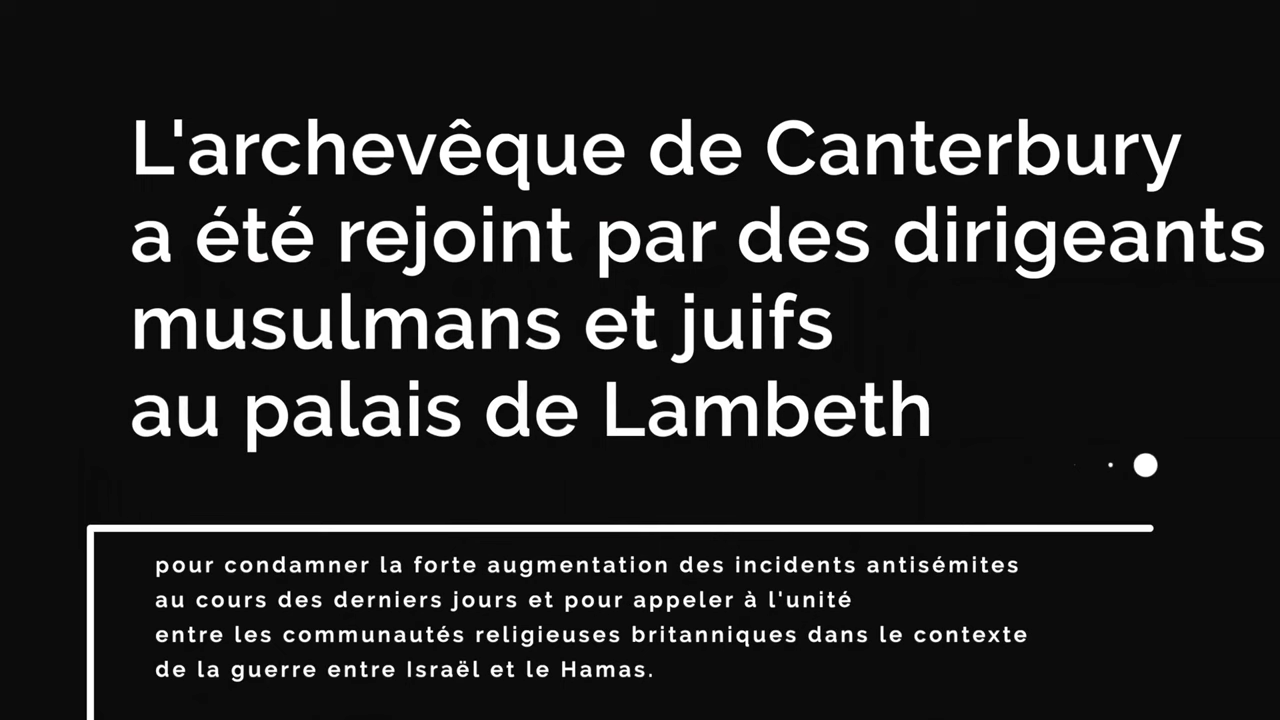 L'archevêque de Canterbury
a été rejoint par des dirigeants
musulmans et juifs
au palais de Lambeth
pour condamner la forte augmentation des incidents antisémites
au cours des derniers jours et pour appeler à l'unité
entre les communautés religieuses britanniques dans le contexte
de la guerre entre Israël et le Hamas.